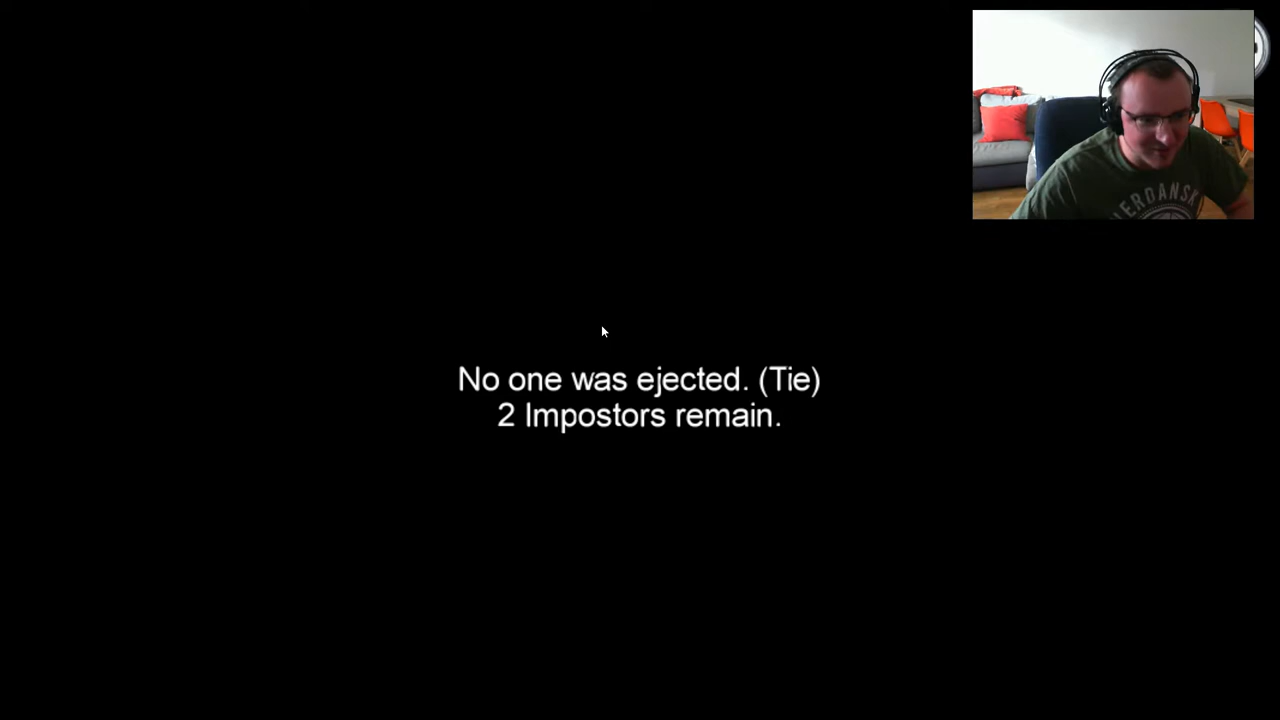 No one was ejected. (Tie)
2 Impostors remain.